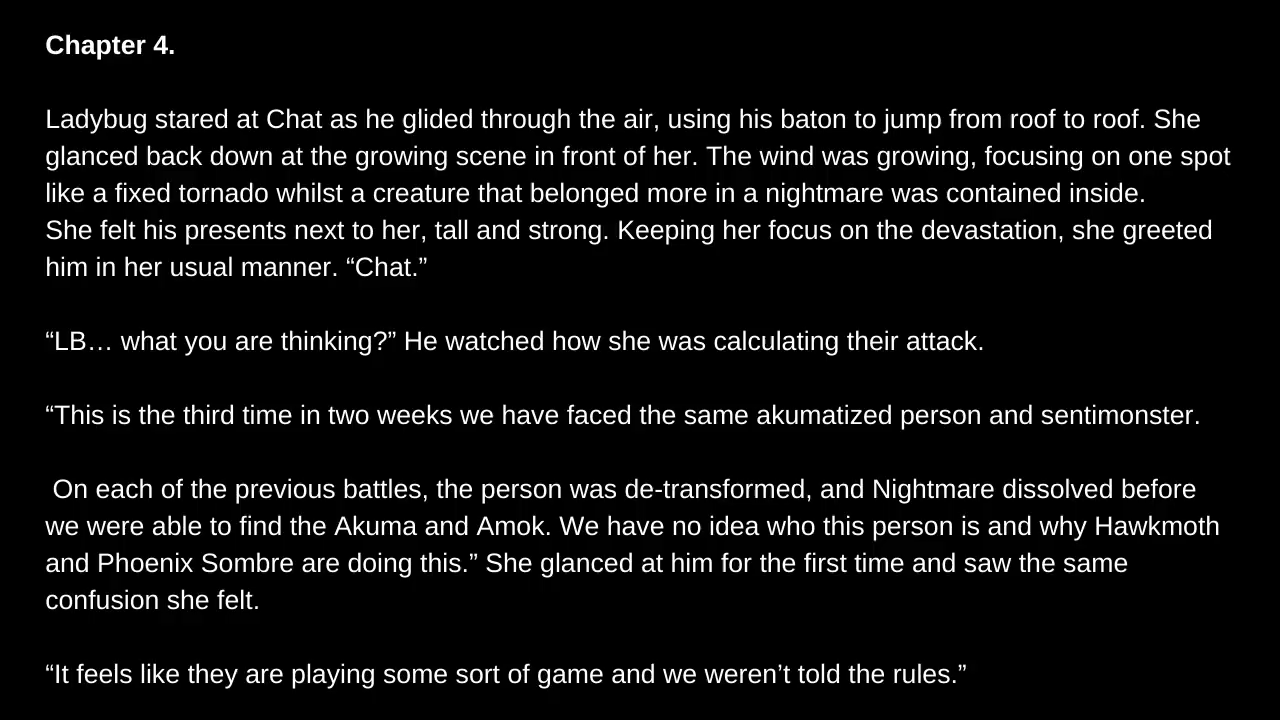 Chapter 4.
Ladybug stared at Chat as he glided through the air, using his baton to jump from roof to roof. She
glanced back down at the growing scene in front of her. The wind was growing, focusing on one spot
like a fixed tornado whilst a creature that belonged more in a nightmare was contained inside.
She felt his presents next to her, tall and strong. Keeping her focus on the devastation, she greeted
him in her usual manner. “Chat.”
“LB… what you are thinking?” He watched how she was calculating their attack.
“This is the third time in two weeks we have faced the same akumatized person and sentimonster.
On each of the previous battles, the person was de-transformed, and Nightmare dissolved before
we were able to find the Akuma and Amok. We have no idea who this person is and why Hawkmoth
and Phoenix Sombre are doing this.” She glanced at him for the first time and saw the same
confusion she felt.
“It feels like they are playing some sort of game and we weren’t told the rules.”